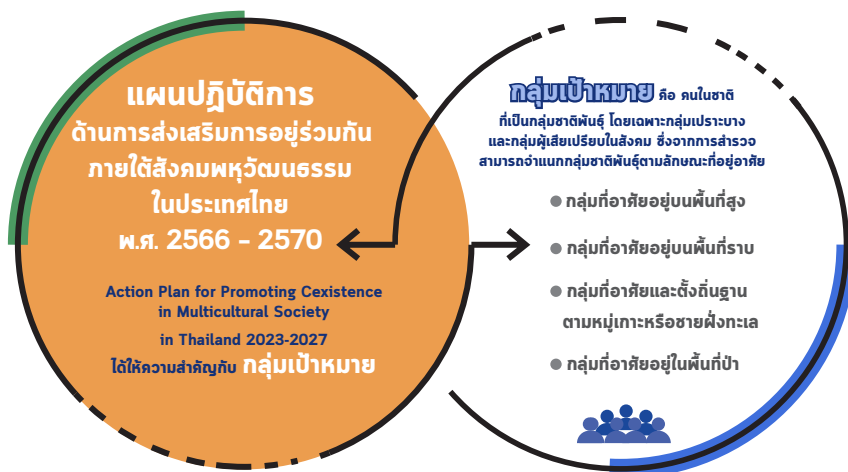 แผนปฏิบัติการ
ด้านการส่งเสริมการอยู่ร่วมกัน
ภายใต้สังคมพหุวัฒนธรรม
ในประเทศไทย
พ.ศ. 2566 - 2570
Action Plan for Promoting Cexistence
in Multicultural Society
in Thailand 2023-2027
ได้ให้ความสำคัญกับ กลุ่มเป้าหมาย
กลุ่มเป้าหมาย คือ คนในชาติ
ที่เป็นกลุ่มชาติพันธุ์ โดยเฉพาะกลุ่มเปราะบาง
และกลุ่มผู้เสียเปรียบในสังคม ซึ่งจากการสำรวจ
สามารถจำแนกกลุ่มชาติพันธุ์ตามลักษณะที่อยู่อาศัย
● กลุ่มที่อาศัยอยู่บนพื้นที่สูง
● กลุ่มที่อาศัยอยู่บนพื้นที่ราบ
● กลุ่มที่อาศัยและตั้งถิ่นฐาน
ตามหมู่เกาะหรือชายฝั่งทะเล
● กลุ่มที่อาศัยอยู่ในพื้นที่ป่า